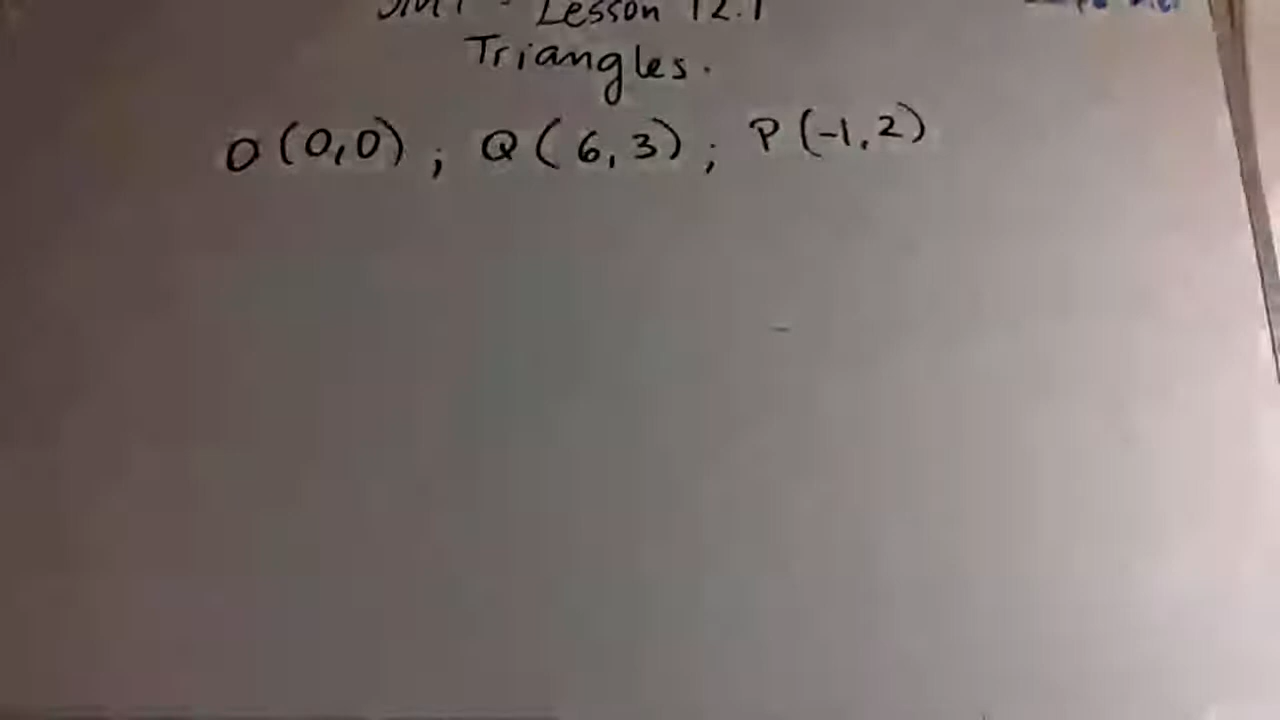 Lesson 12.1
Triangles.
O(0,0) ; Q(6,3) ; P(-1,2)